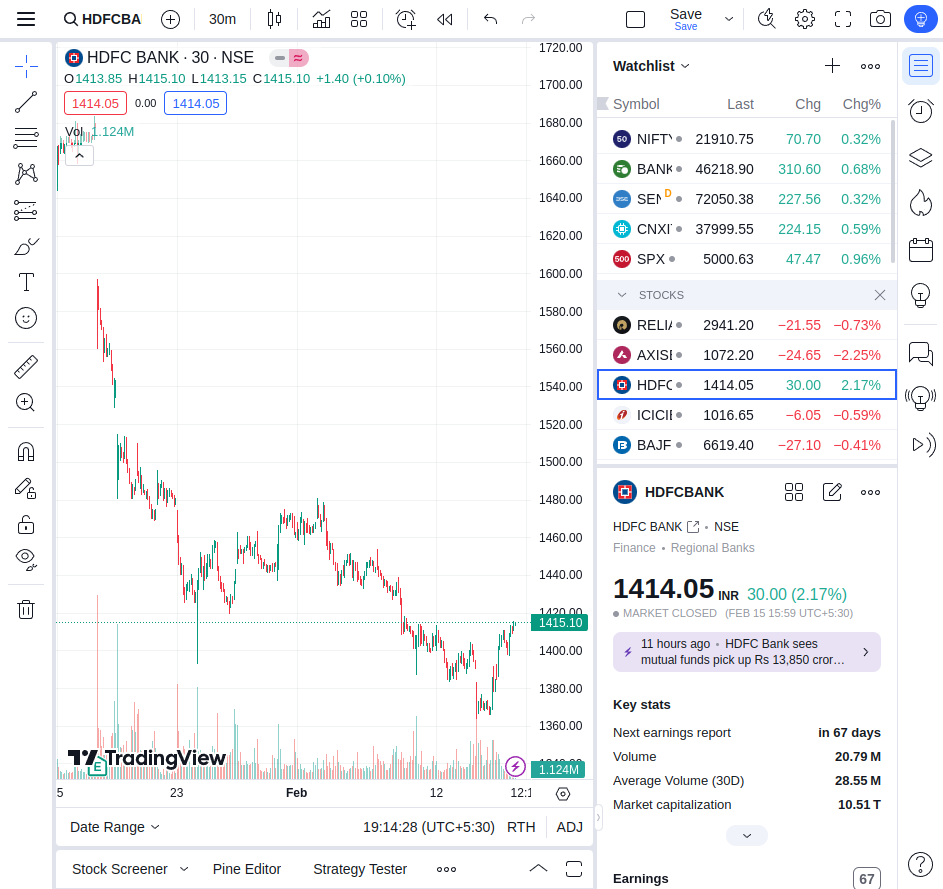 HDFCBA 30m Save
Save
HDFC BANK · 30 · NSE
O1413.85 H1415.10 L1413.15 C1415.10 +1.40 (+0.10%)
1414.05 0.00 1414.05
Vol 1.124M
1720.00
1700.00
1680.00
1660.00
1640.00
1620.00
1600.00
1580.00
1560.00
1540.00
1520.00
1500.00
1480.00
1460.00
1440.00
1420.00
1415.10
1400.00
1380.00
1360.00
1.124M
TradingView
E
5 23 Feb 12 12:1
Date Range 19:14:28 (UTC+5:30) RTH ADJ
Stock Screener Pine Editor Strategy Tester
Watchlist
Symbol Last Chg Chg%
50 NIFTY 21910.75 70.70 0.32%
BANK 46218.90 310.60 0.68%
SEN D 72050.38 227.56 0.32%
CNXI 37999.55 224.15 0.59%
500 SPX 5000.63 47.47 0.96%
STOCKS
RELIA 2941.20 −21.55 −0.73%
AXISB 1072.20 −24.65 −2.25%
HDFC 1414.05 30.00 2.17%
ICICIB 1016.65 −6.05 −0.59%
BAJF 6619.40 −27.10 −0.41%
HDFCBANK
HDFC BANK • NSE
Finance • Regional Banks
1414.05 INR 30.00 (2.17%)
MARKET CLOSED (FEB 15 15:59 UTC+5:30)
11 hours ago • HDFC Bank sees
mutual funds pick up Rs 13,850 cror…
Key stats
Next earnings report in 67 days
Volume 20.79 M
Average Volume (30D) 28.55 M
Market capitalization 10.51 T
Earnings 67